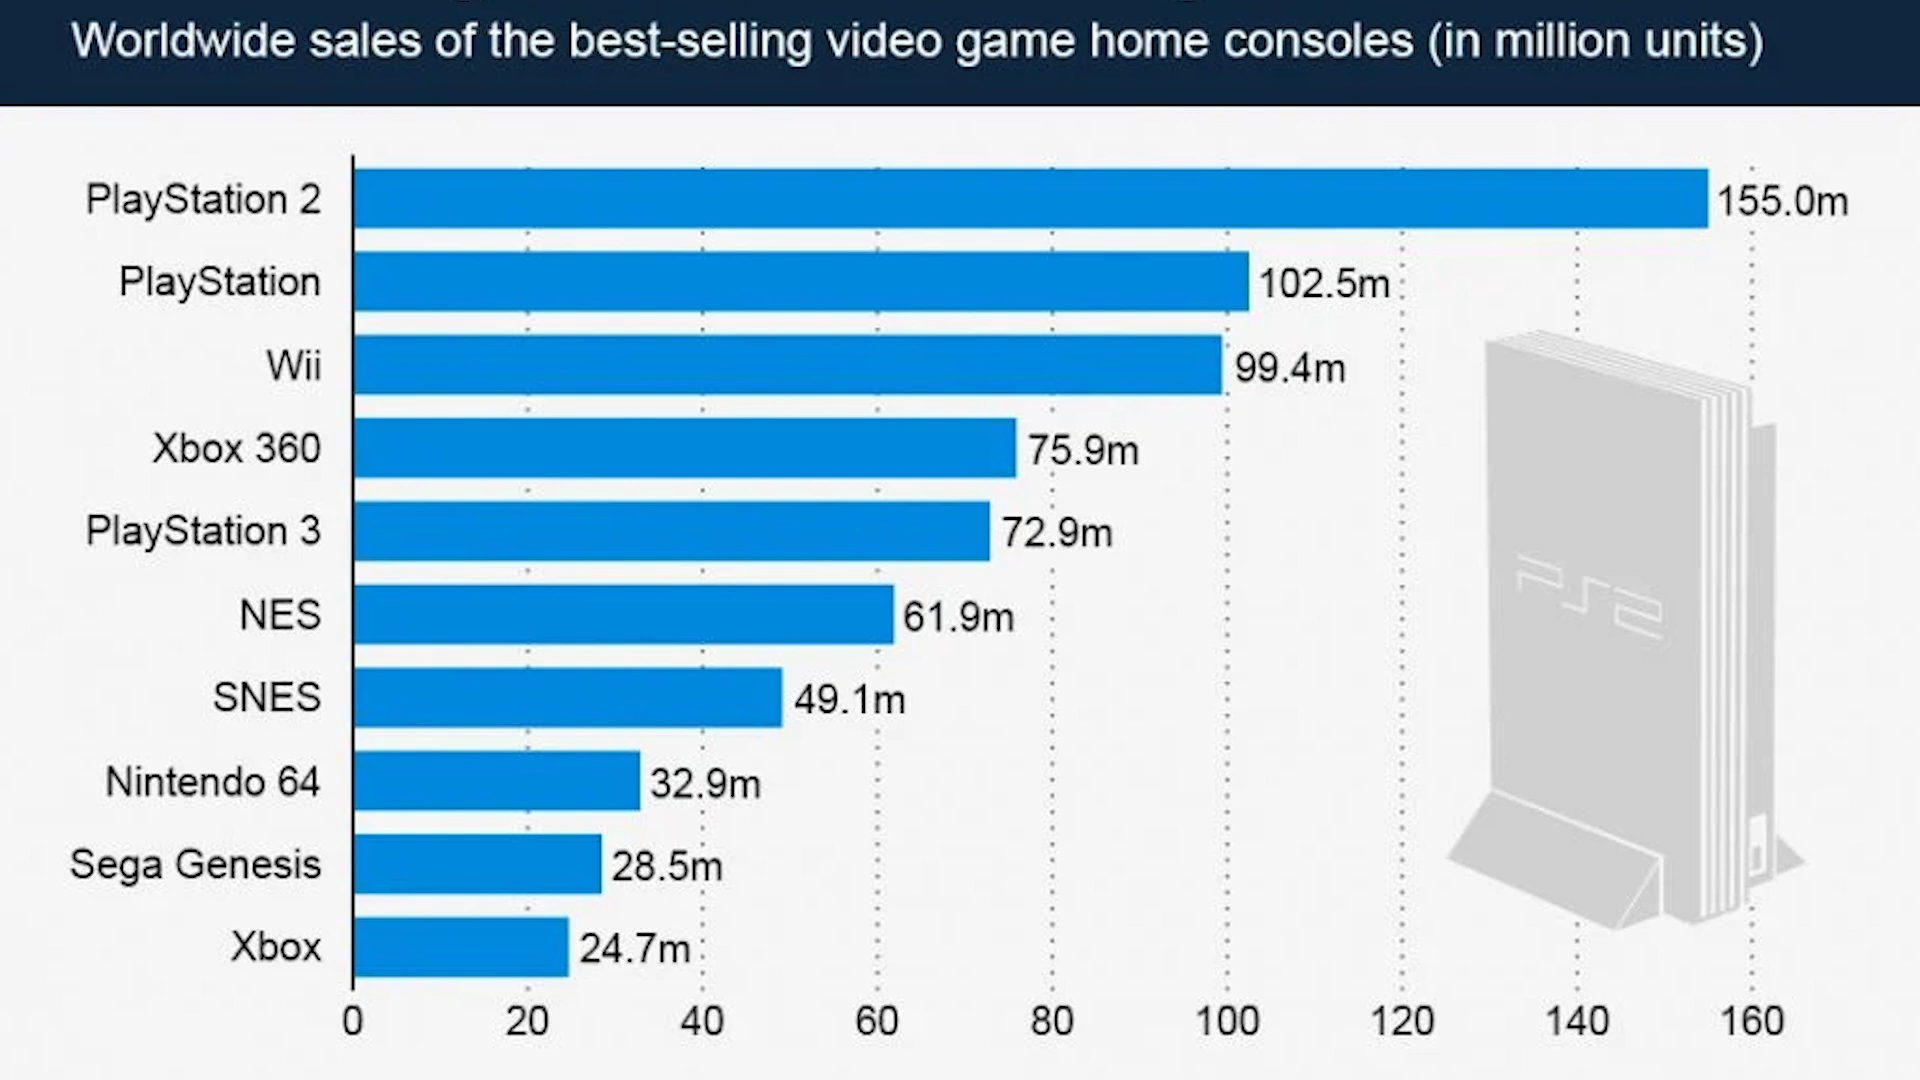 Worldwide sales of the best-selling video game home consoles (in million units)
PlayStation 2 155.0m
PlayStation 102.5m
Wii 99.4m
Xbox 360 75.9m
PlayStation 3 72.9m
NES 61.9m
SNES 49.1m
Nintendo 64 32.9m
Sega Genesis 28.5m
Xbox 24.7m
0 20 40 60 80 100 120 140 160
PS2